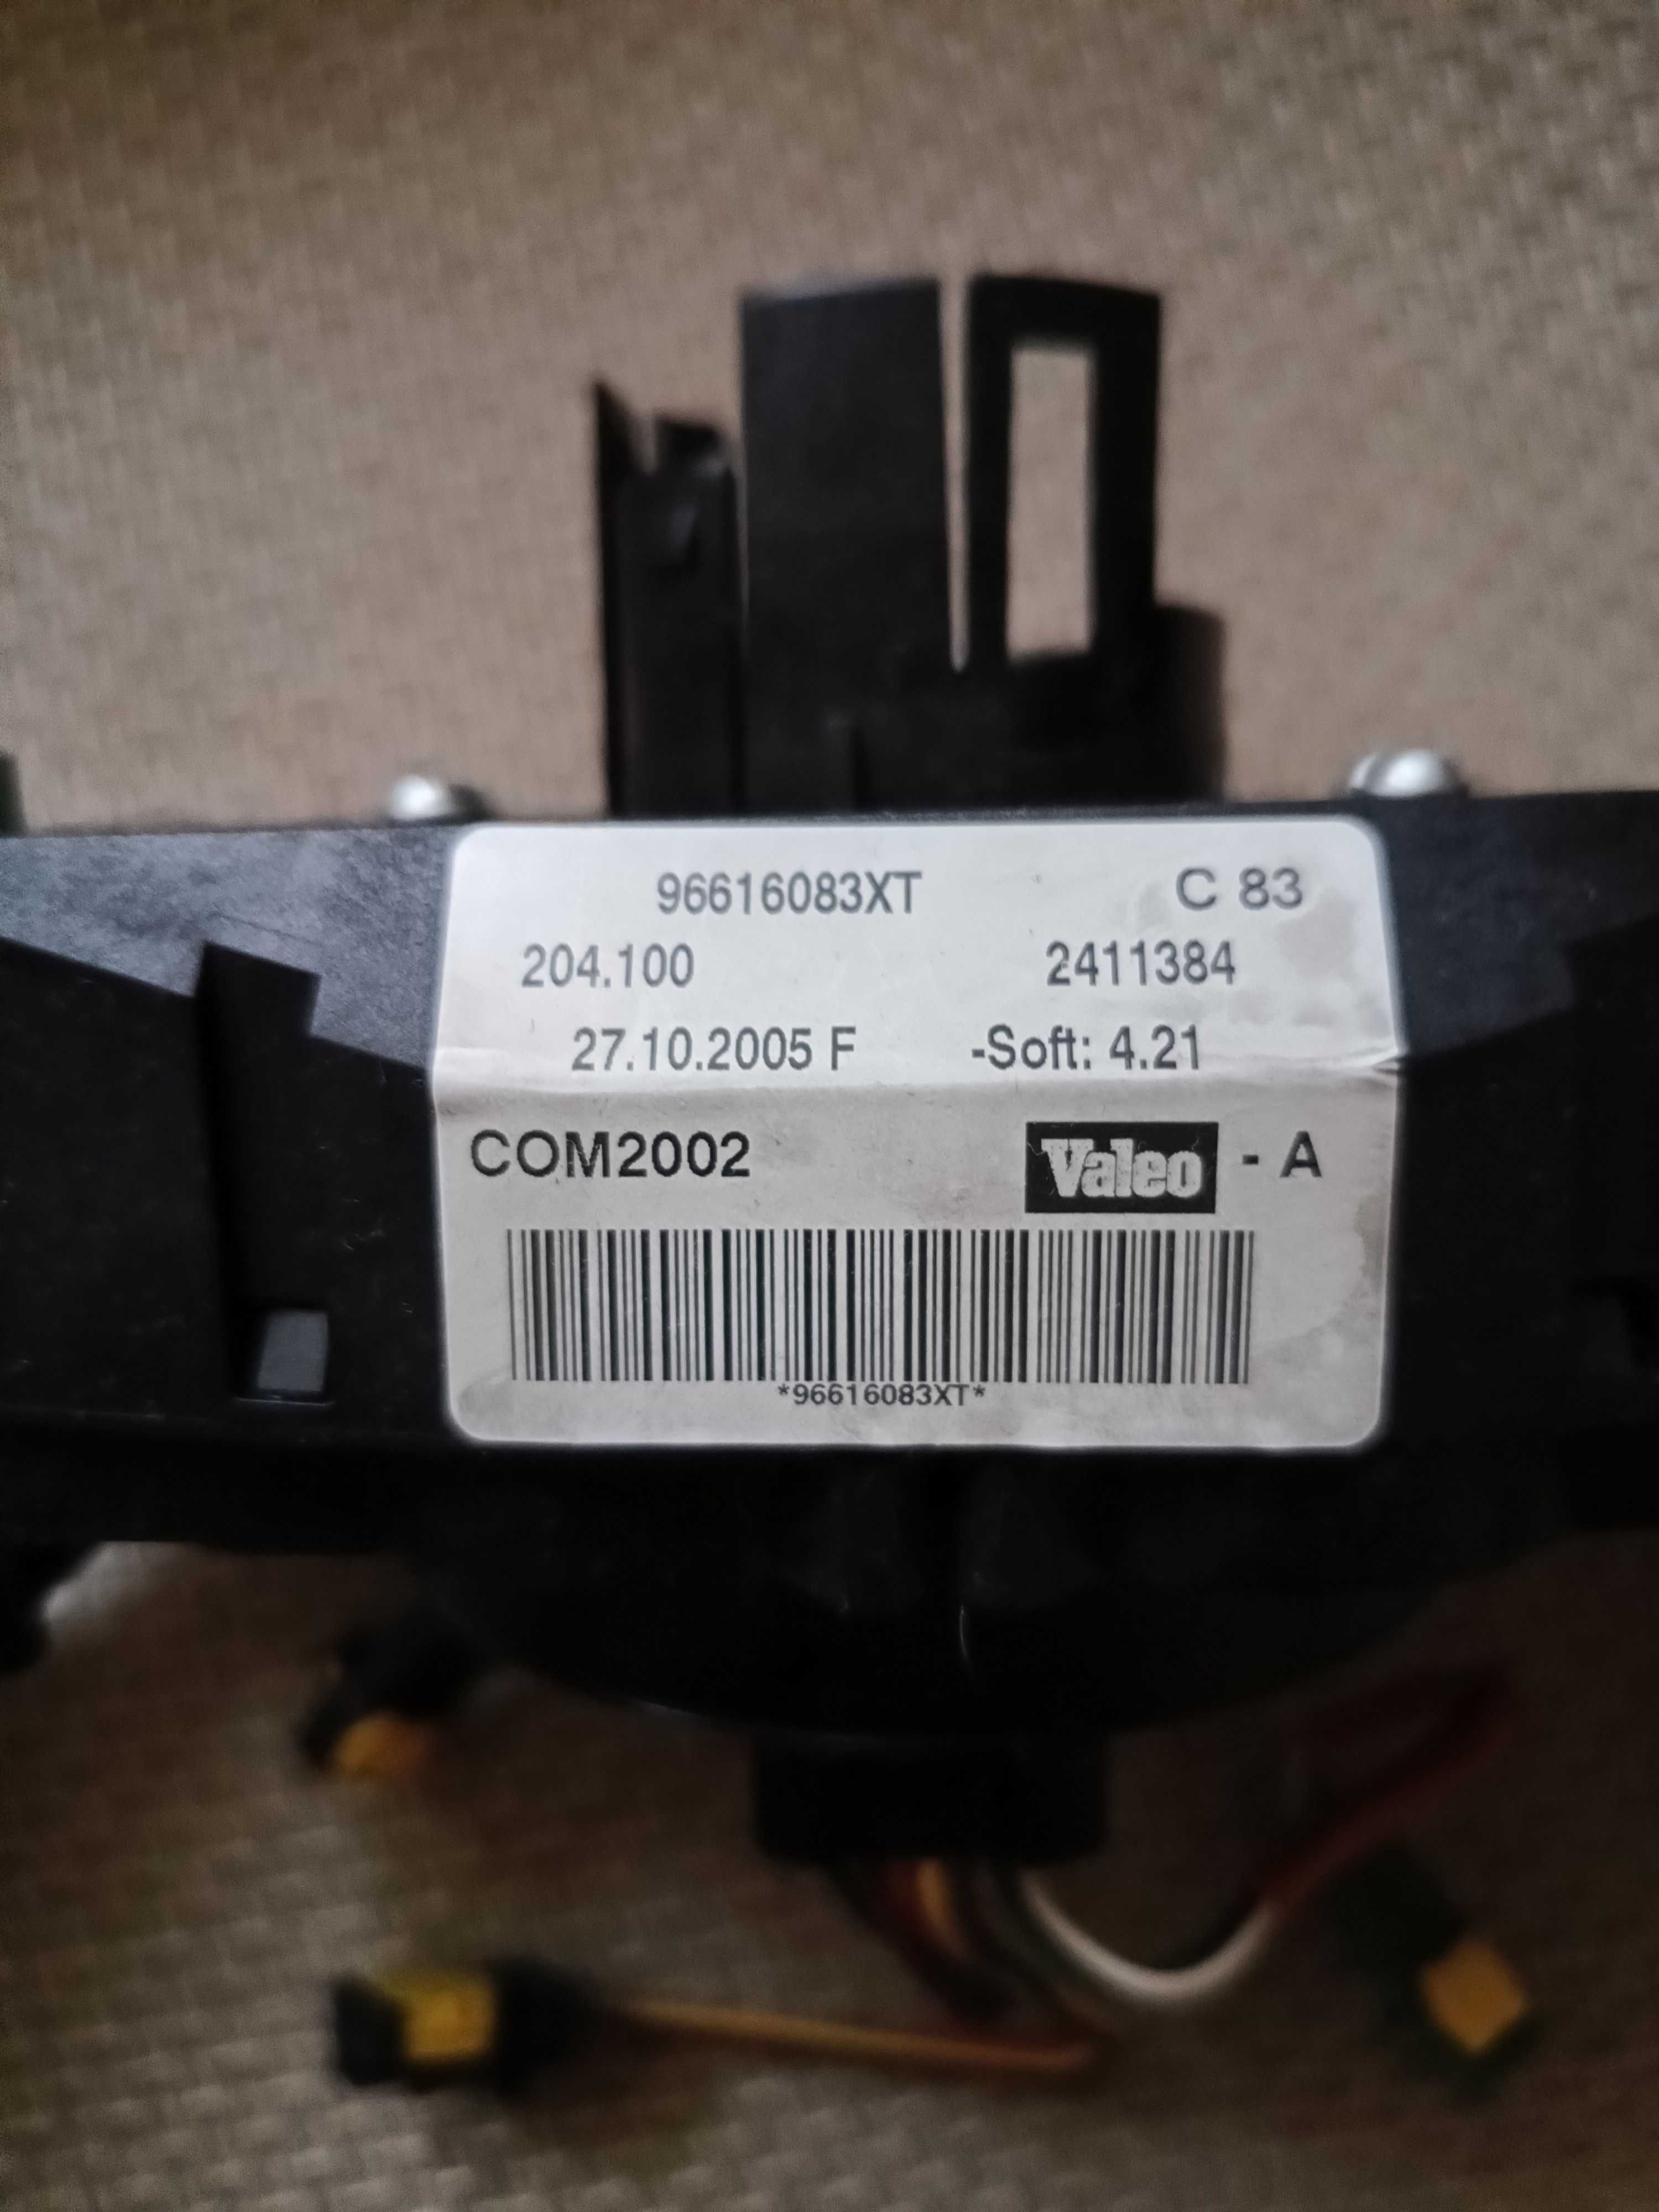 96616083XT C 83
204.100 2411384
27.10.2005 F -Soft: 4.21
COM2002 Valeo - A
*96616083XT*